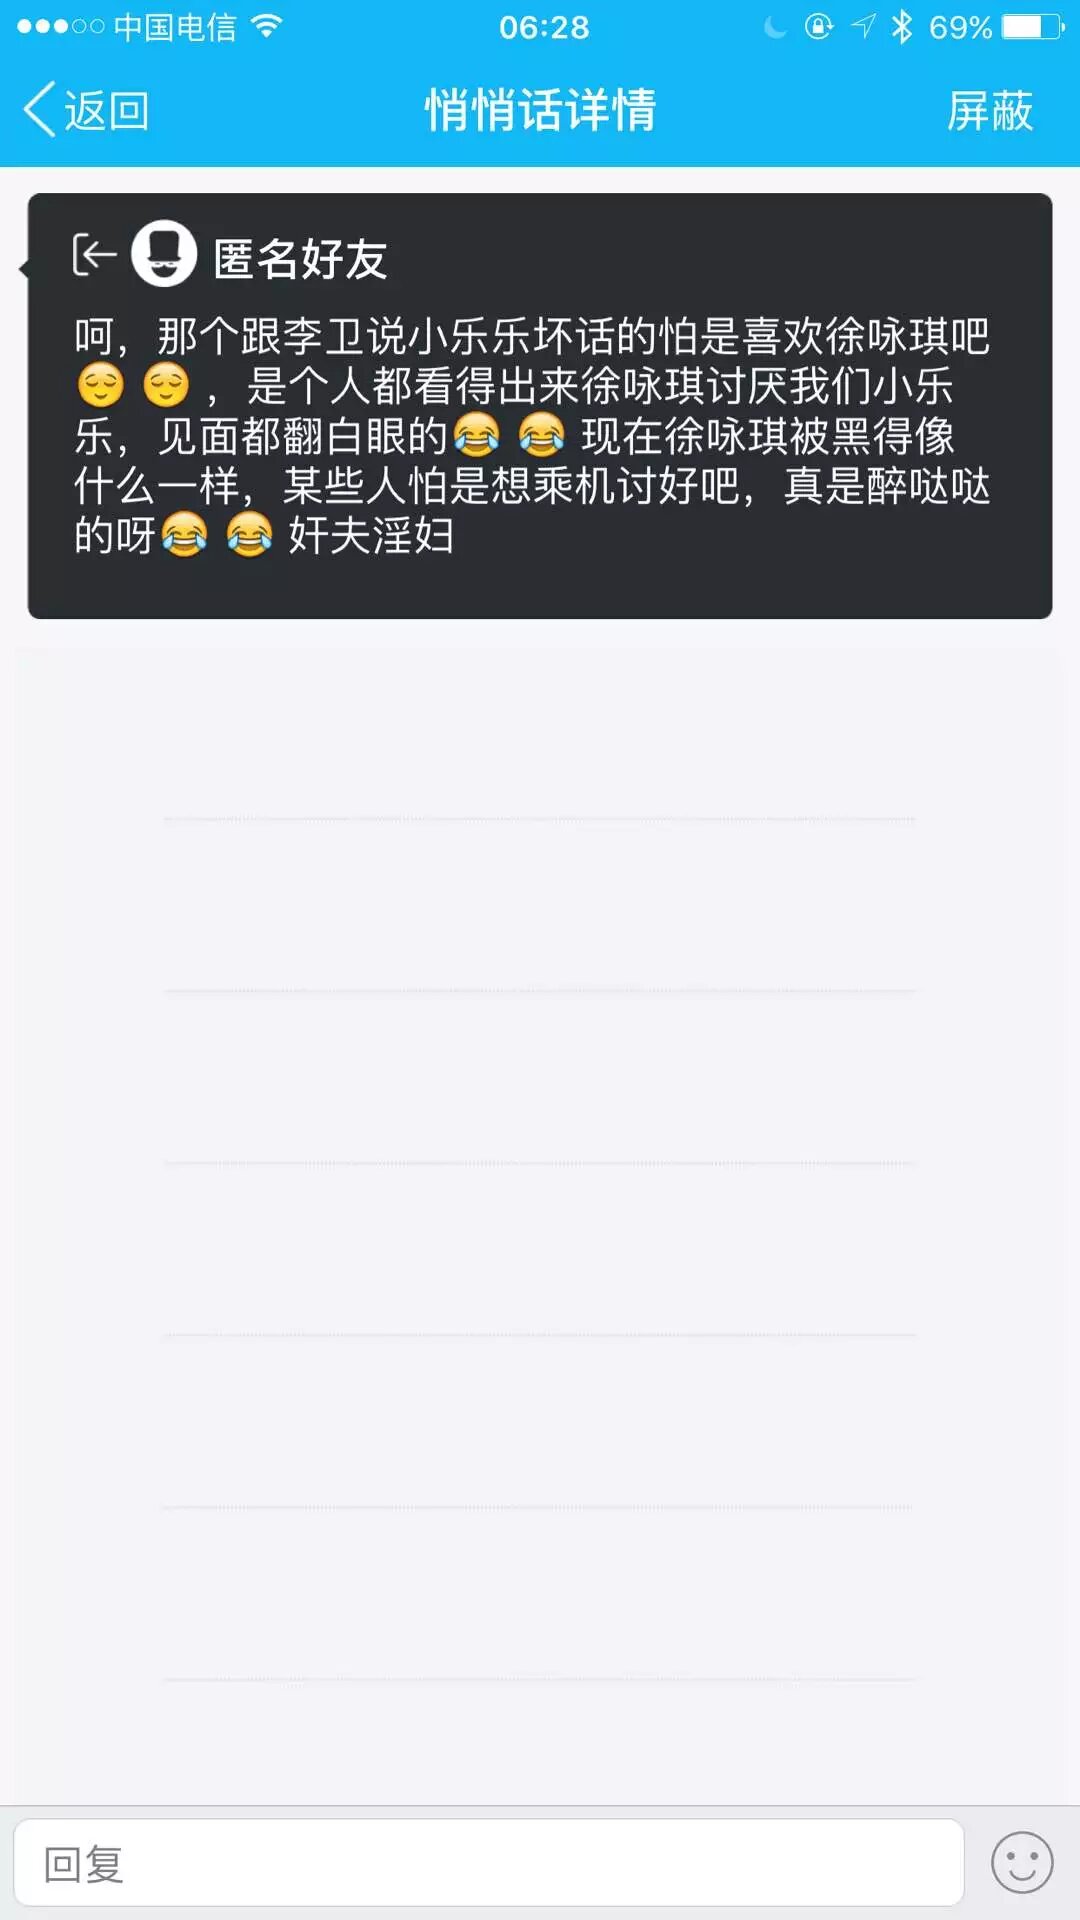 中国电信
06:28
69%
返回
悄悄话详情
屏蔽
匿名好友
呵，那个跟李卫说小乐乐坏话的怕是喜欢徐咏琪吧
😌 😌 ，是个人都看得出来徐咏琪讨厌我们小乐
乐，见面都翻白眼的😂 😂 现在徐咏琪被黑得像
什么一样，某些人怕是想乘机讨好吧，真是醉哒哒
的呀😂 😂 奸夫淫妇
回复